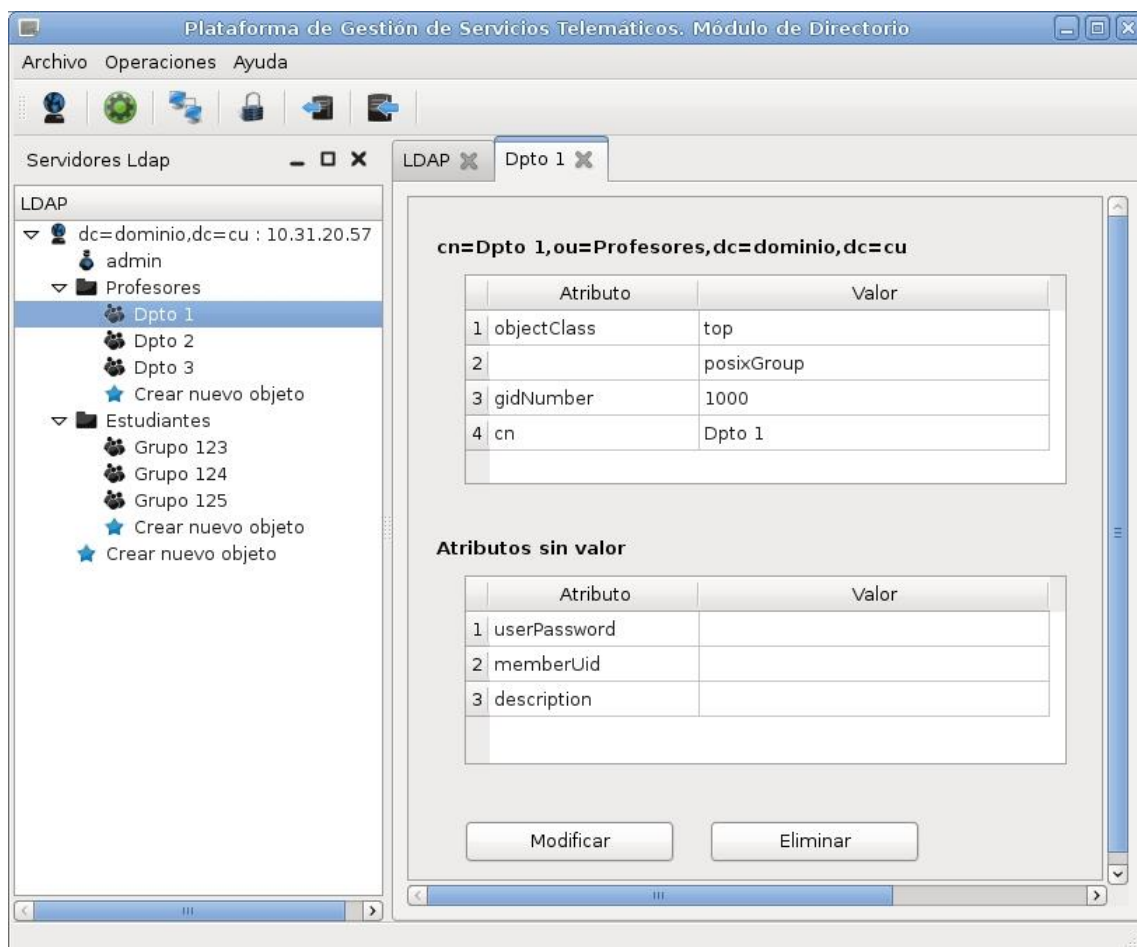 Plataforma de Gestión de Servicios Telemáticos. Módulo de Directorio
Archivo Operaciones Ayuda
Servidores Ldap
LDAP
dc=dominio,dc=cu : 10.31.20.57
admin
Profesores
Dpto 1
Dpto 2
Dpto 3
Crear nuevo objeto
Estudiantes
Grupo 123
Grupo 124
Grupo 125
Crear nuevo objeto
Crear nuevo objeto
LDAP Dpto 1
cn=Dpto 1,ou=Profesores,dc=dominio,dc=cu
Atributo Valor
1 objectClass top
2 posixGroup
3 gidNumber 1000
4 cn Dpto 1
Atributos sin valor
Atributo Valor
1 userPassword
2 memberUid
3 description
Modificar Eliminar